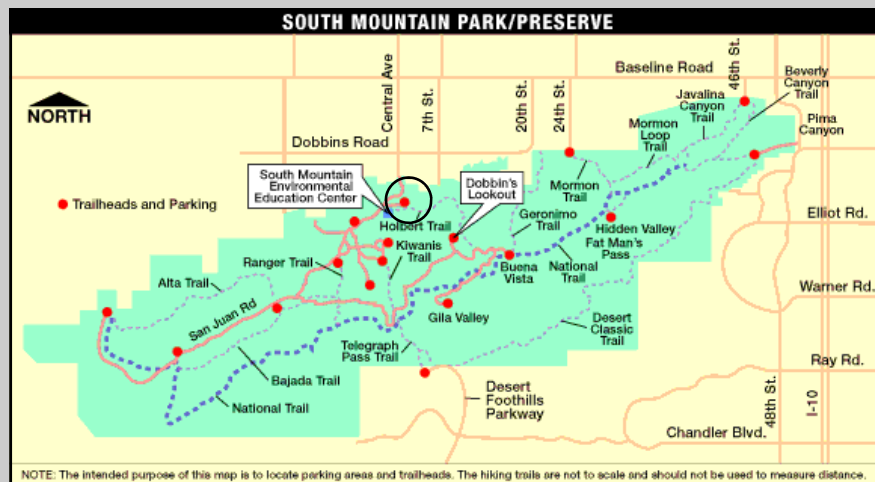 SOUTH MOUNTAIN PARK/PRESERVE
NORTH
Central Ave
7th St.
20th St.
24th St.
Baseline Road
46th St.
Beverly
Canyon
Trail
Javalina
Canyon
Trail
Pima
Canyon
Mormon
Loop
Trail
Dobbins Road
South Mountain
Environmental
Education Center
Dobbin's
Lookout
Mormon
Trail
Trailheads and Parking
Holbert Trail
Geronimo
Trail
Elliot Rd.
Hidden Valley
Fat Man's
Pass
Kiwanis
Trail
Ranger Trail
Buena
Vista
National
Trail
Alta Trail
Warner Rd.
San Juan Rd
Gila Valley
Desert
Classic
Trail
Telegraph
Pass Trail
Ray Rd.
Bajada Trail
Desert
Foothills
Parkway
48th St.
I-10
National Trail
Chandler Blvd.
NOTE: The intended purpose of this map is to locate parking areas and trailheads. The hiking trails are not to scale and should not be used to measure distance.